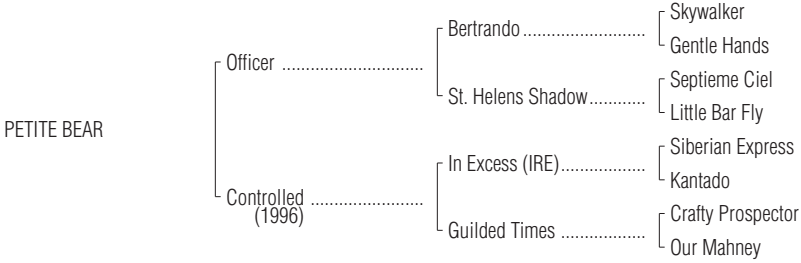 Skywalker
Bertrando ..........................
Gentle Hands
Officer ..............................
Septieme Ciel
St. Helens Shadow............
Little Bar Fly
PETITE BEAR
Siberian Express
In Excess (IRE)..................
Kantado
Controlled ........................
(1996)
Crafty Prospector
Guilded Times ..................
Our Mahney